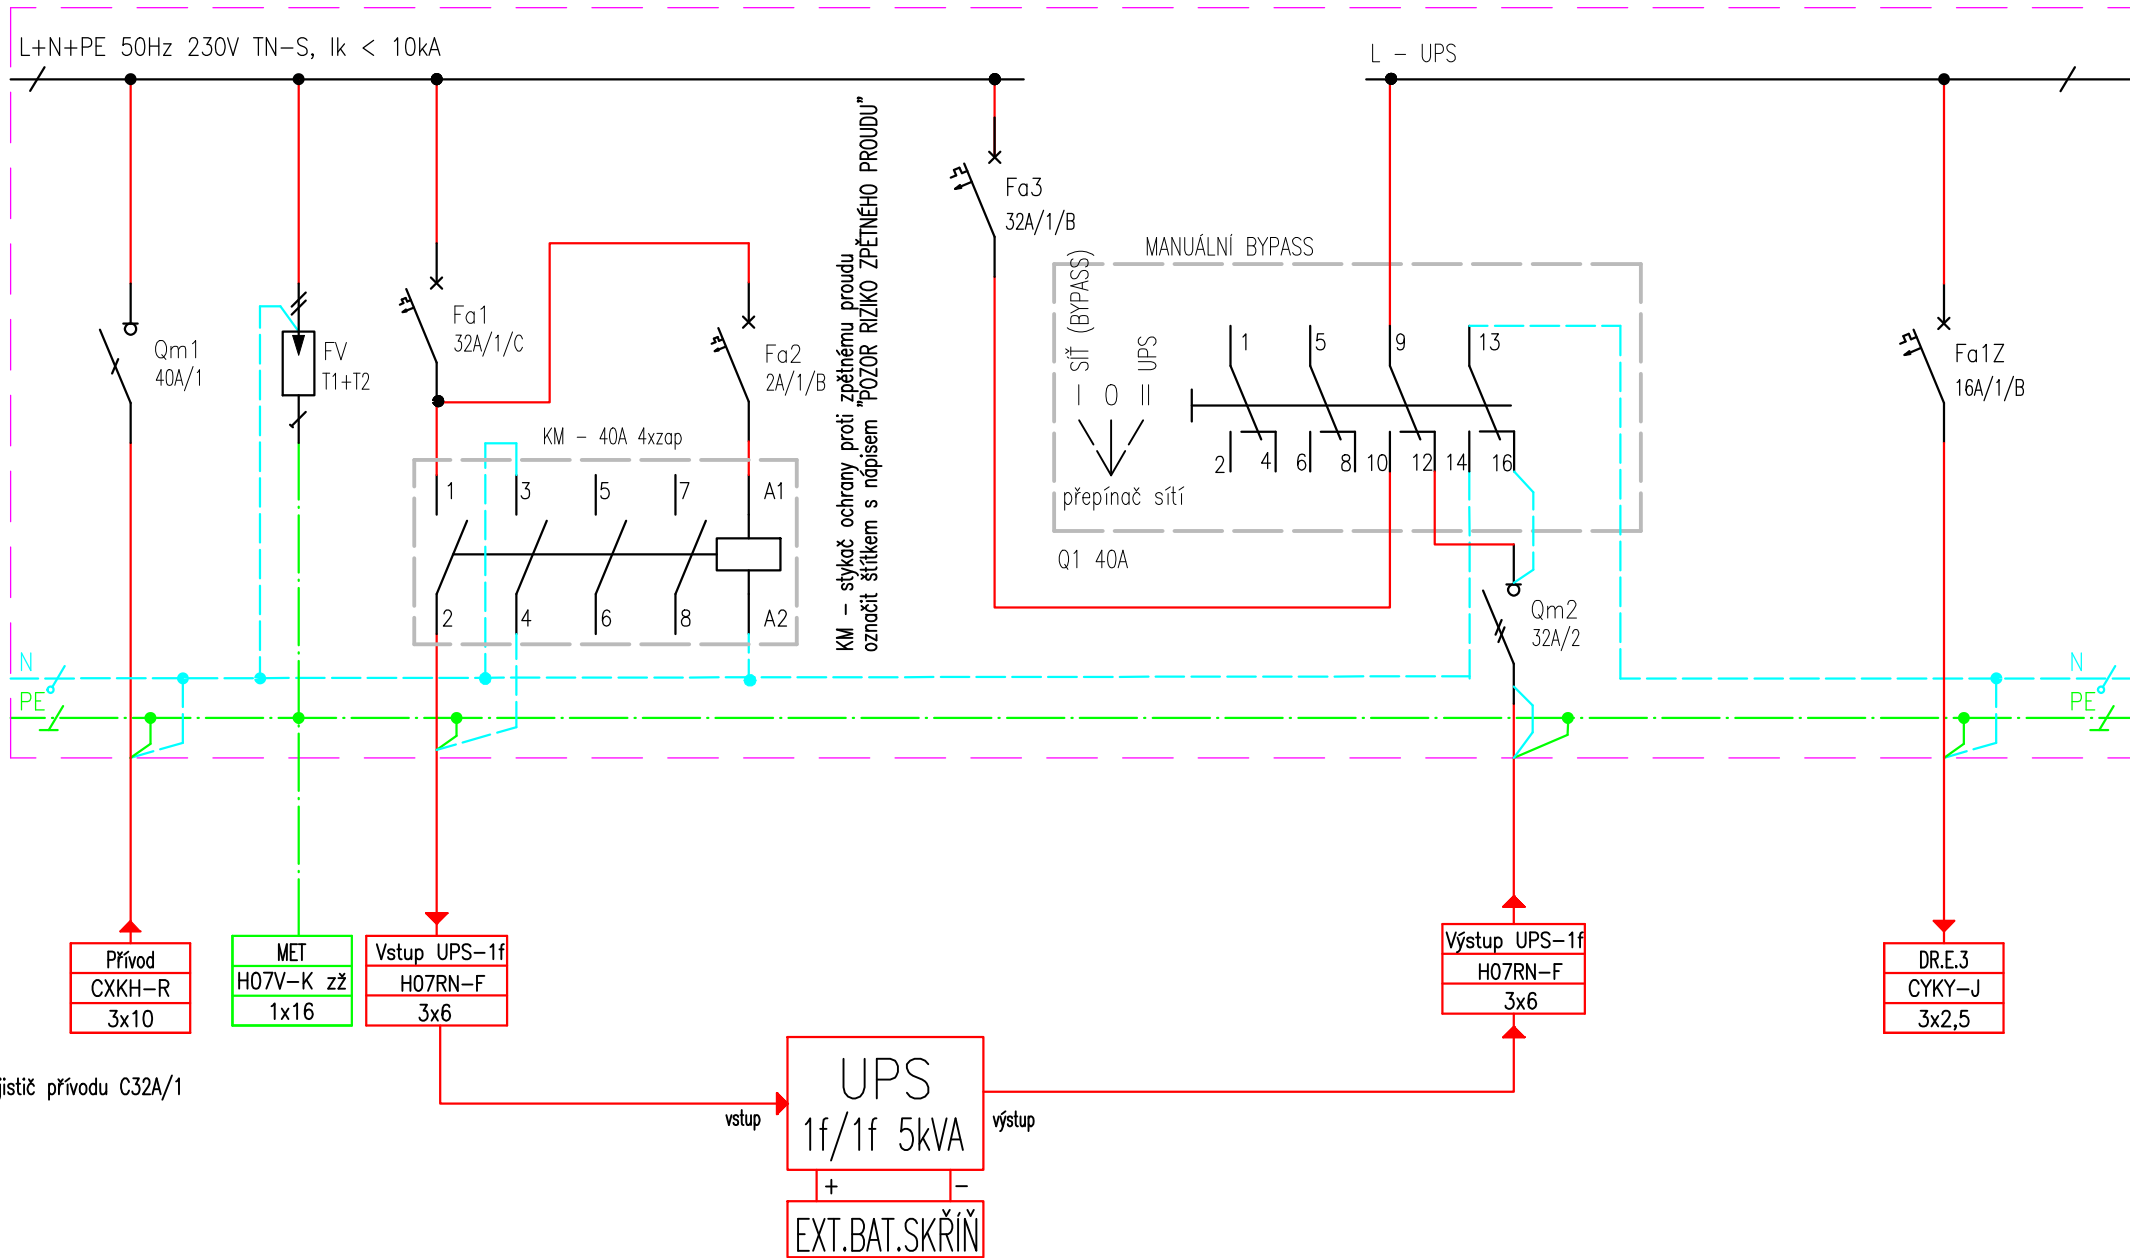 L+N+PE 50Hz 230V TN-S, Ik < 10kA
L - UPS
Qm1
40A/1
FV
T1+T2
Fa1
32A/1/C
Fa2
2A/1/B
KM - 40A 4xzap
1
3
5
7
A1
2
4
6
8
A2
KM - stykač ochrany proti zpětnému proudu
označit štítkem s nápisem "POZOR RIZIKO ZPĚTNÉHO PROUDU"
Fa3
32A/1/B
MANUÁLNÍ BYPASS
I SÍŤ (BYPASS)
O
II UPS
přepínač sítí
1
5
9
13
2
4
6
8
10
12
14
16
Q1 40A
Qm2
32A/2
Fa1Z
16A/1/B
N
PE
N
PE
Přívod
CXKH-R
3x10
MET
H07V-K zž
1x16
Vstup UPS-1f
H07RN-F
3x6
Výstup UPS-1f
H07RN-F
3x6
DR.E.3
CYKY-J
3x2,5
jistič přívodu C32A/1
vstup
UPS
1f/1f 5kVA
výstup
+
-
EXT.BAT.SKŘÍŇ